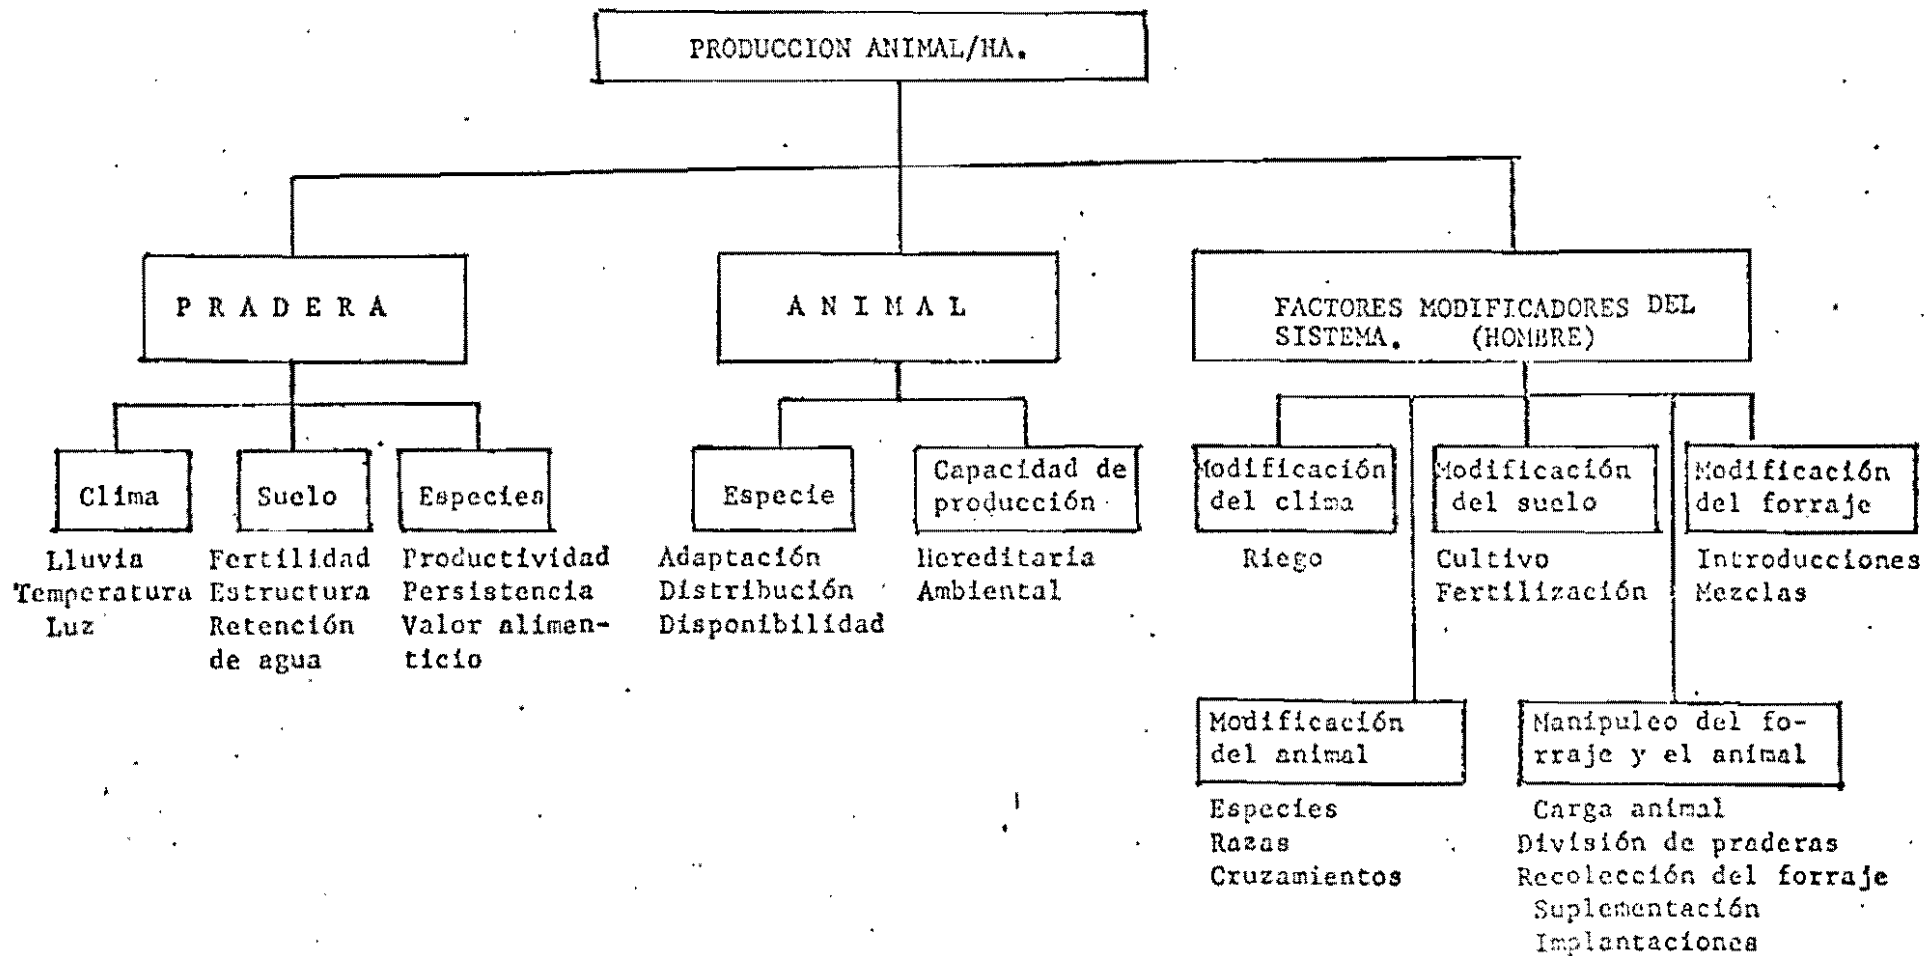 PRODUCCION ANIMAL/HA.
P R A D E R A
A N I M A L
FACTORES MODIFICADORES DEL
SISTEMA. (HOMBRE)
Clima
Lluvia
Temperatura
Luz
Suelo
Fertilidad
Estructura
Retención
de agua
Especies
Productividad
Persistencia
Valor alimen-
ticio
Especie
Adaptación
Distribución
Disponibilidad
Capacidad de
producción
Hereditaria
Ambiental
Modificación
del clima
Riego
Modificación
del suelo
Cultivo
Fertilización
Modificación
del forraje
Introducciones
Mezclas
Modificación
del animal
Especies
Razas
Cruzamientos
Manipuleo del fo-
rraje y el animal
Carga animal
División de praderas
Recolección del forraje
Suplementación
Implantaciones